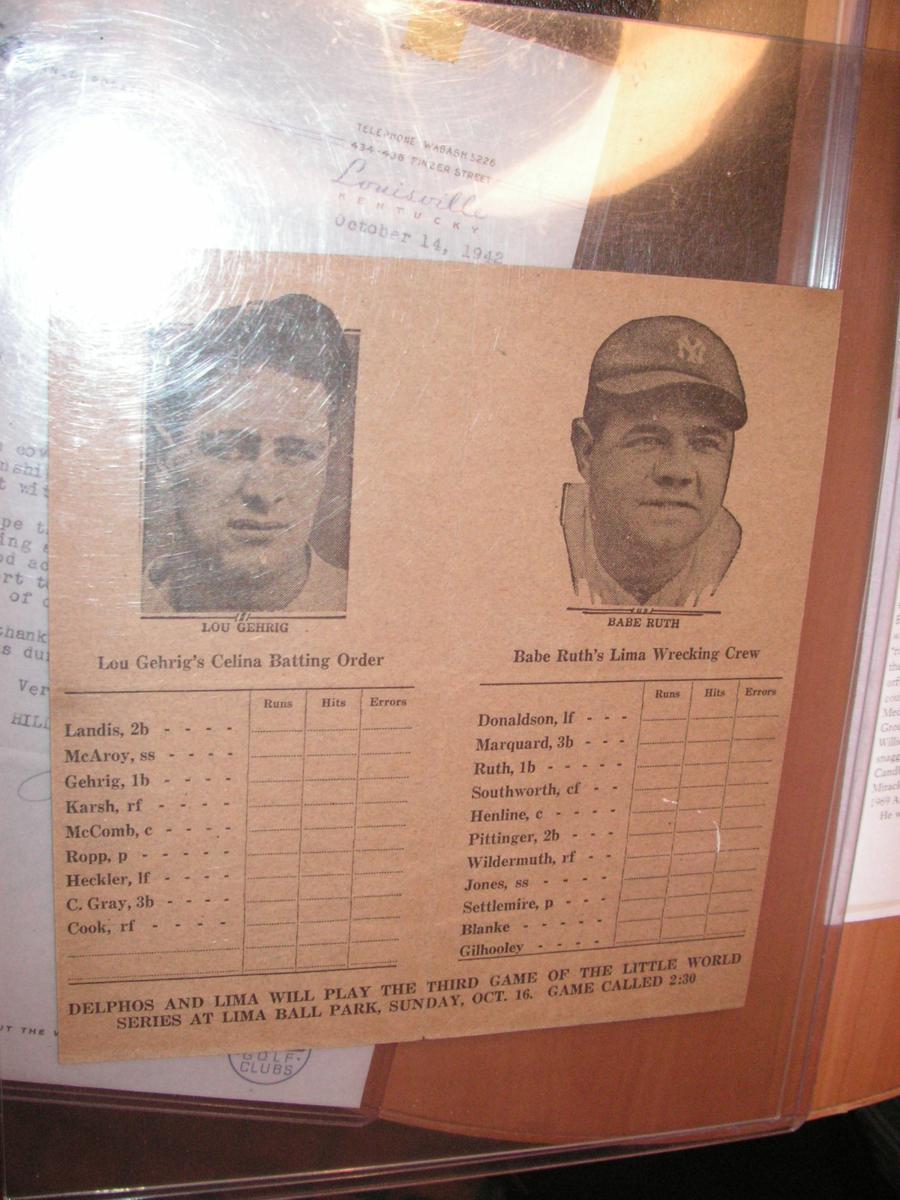 TELEPHONE WABASH 5226
434-436 FINZER STREET
Louisville
KENTUCKY
October 14, 1942
LOU GEHRIG
BABE RUTH
Lou Gehrig's Celina Batting Order
Runs Hits Errors
Landis, 2b - - - -
McAroy, ss - - - -
Gehrig, 1b - - - -
Karsh, rf - - - -
McComb, c - - - -
Ropp, p - - - -
Heckler, lf - - - -
C. Gray, 3b - - - -
Cook, rf - - - -
Babe Ruth's Lima Wrecking Crew
Runs Hits Errors
Donaldson, lf - - -
Marquard, 3b - - -
Ruth, 1b - - - - -
Southworth, cf - -
Henline, c - - - -
Pittinger, 2b - - -
Wildermuth, rf - -
Jones, ss - - - -
Settlemire, p - - -
Blanke - - - - -
Gilhooley - - - -
DELPHOS AND LIMA WILL PLAY THE THIRD GAME OF THE LITTLE WORLD
SERIES AT LIMA BALL PARK, SUNDAY, OCT. 16. GAME CALLED 2:30
GOLF
CLUBS